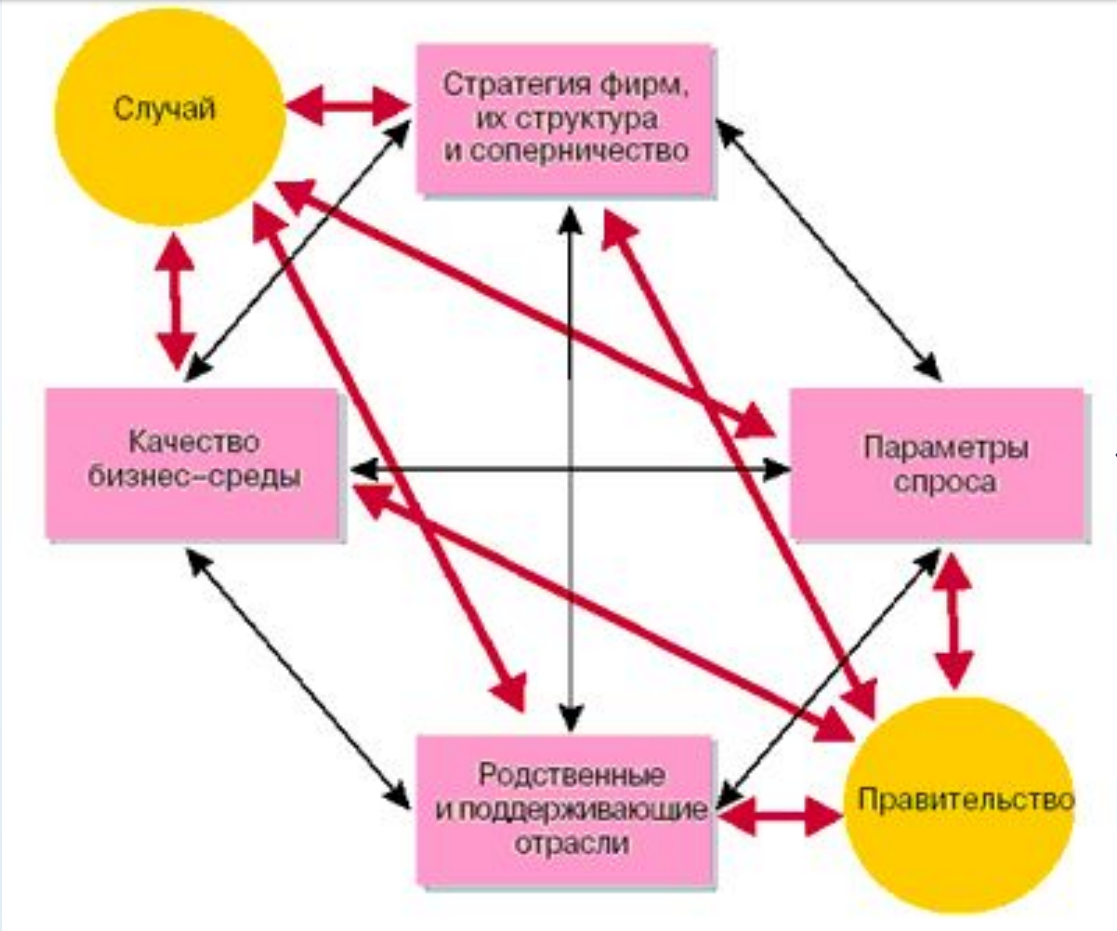 Случай
Стратегия фирм,
их структура
и соперничество
Качество
бизнес-среды
Параметры
спроса
Родственные
и поддерживающие
отрасли
Правительство